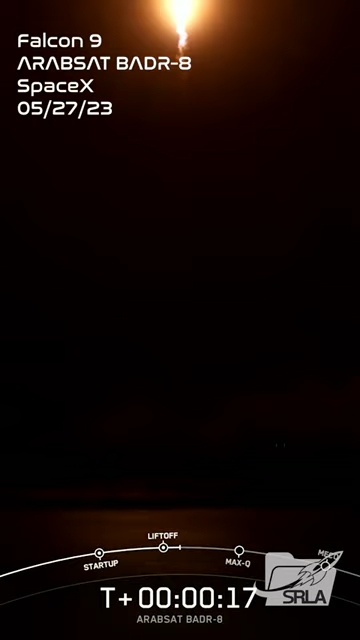 Falcon 9
ARABSAT BADR-8
SpaceX
05/27/23
LIFTOFF
STARTUP
MAX-Q
MECO
T+00:00:17
SRLA
ARABSAT BADR-8